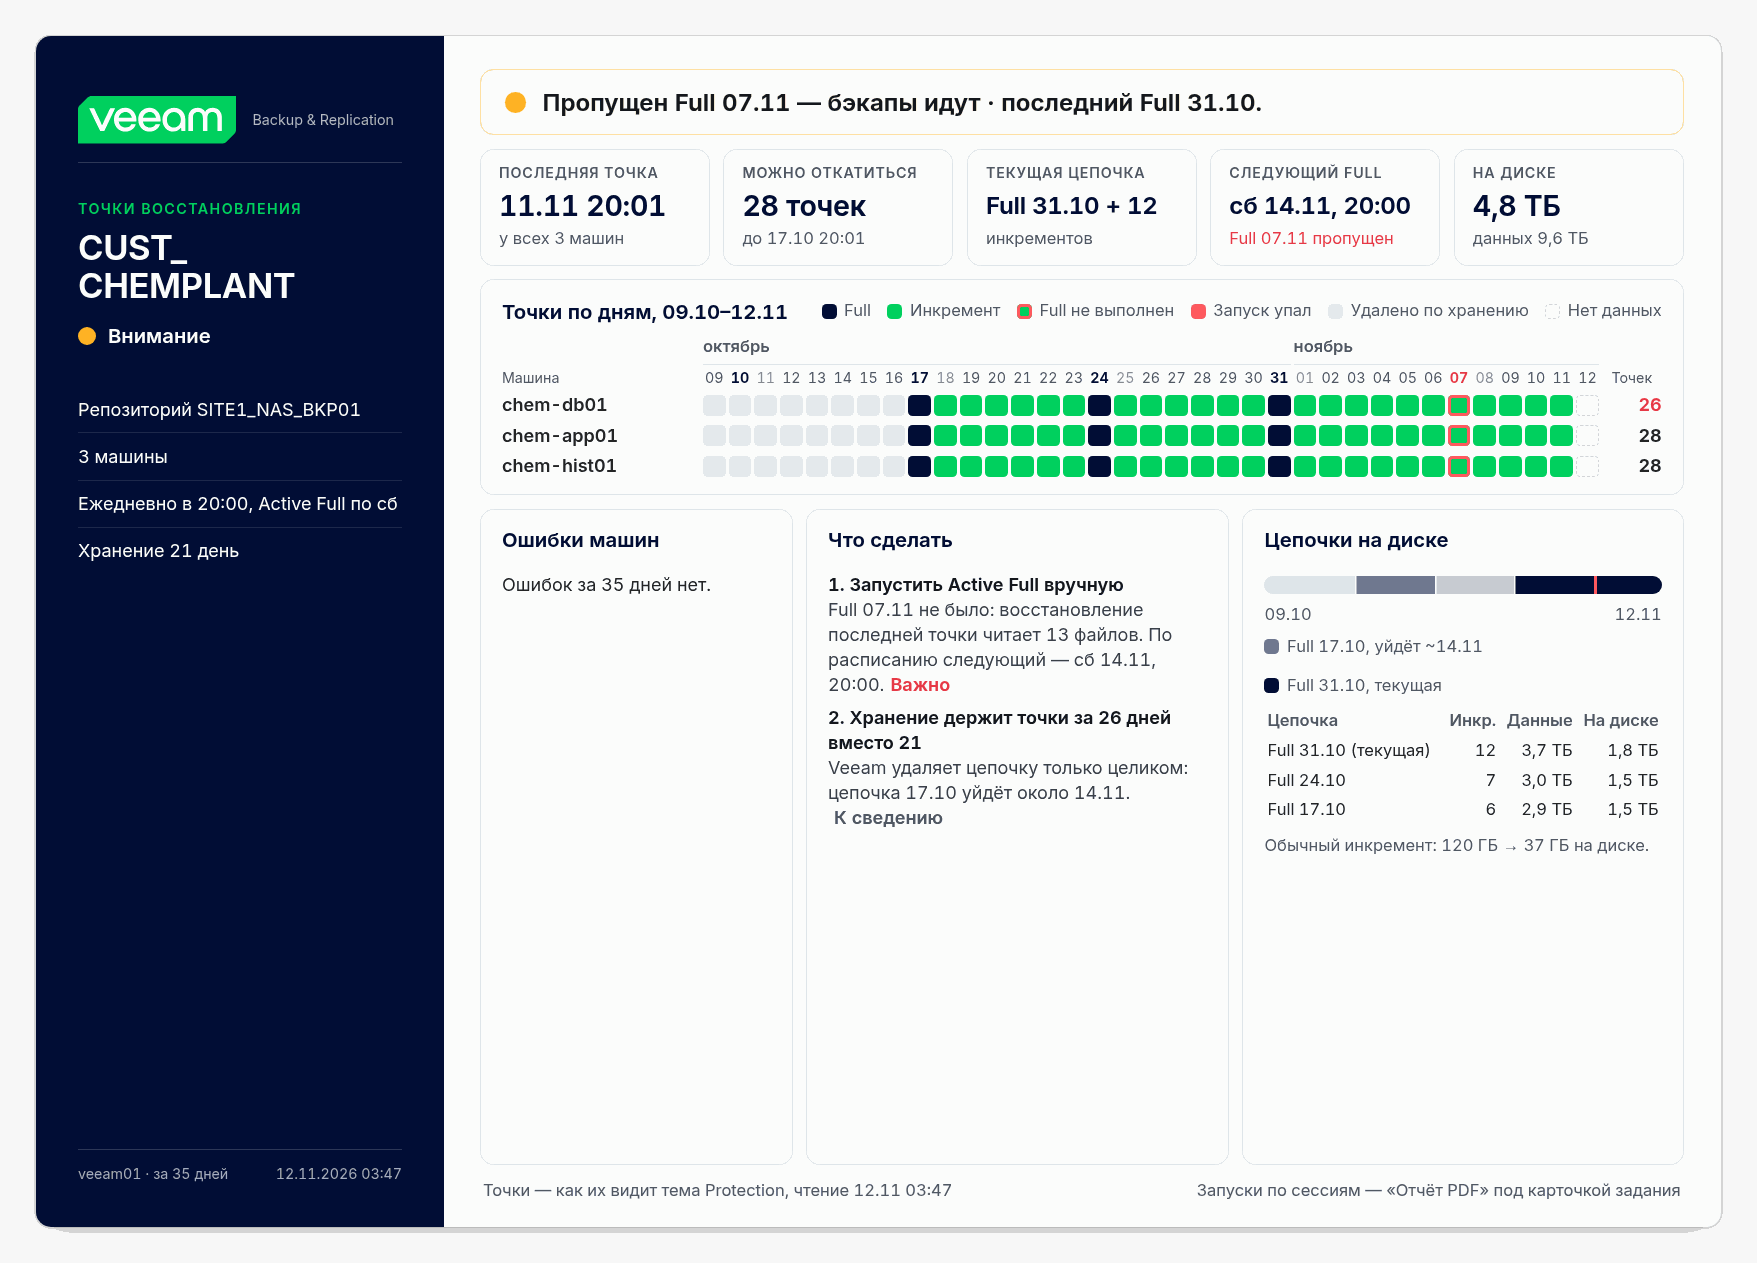 veeam
Backup & Replication
ТОЧКИ ВОССТАНОВЛЕНИЯ
CUST_
CHEMPLANT
Внимание
Репозиторий SITE1_NAS_BKP01
3 машины
Ежедневно в 20:00, Active Full по сб
Хранение 21 день
veeam01 · за 35 дней
12.11.2026 03:47
Пропущен Full 07.11 — бэкапы идут · последний Full 31.10.
ПОСЛЕДНЯЯ ТОЧКА
11.11 20:01
у всех 3 машин
МОЖНО ОТКАТИТЬСЯ
28 точек
до 17.10 20:01
ТЕКУЩАЯ ЦЕПОЧКА
Full 31.10 + 12
инкрементов
СЛЕДУЮЩИЙ FULL
сб 14.11, 20:00
Full 07.11 пропущен
НА ДИСКЕ
4,8 ТБ
данных 9,6 ТБ
Точки по дням, 09.10–12.11
Full
Инкремент
Full не выполнен
Запуск упал
Удалено по хранению
Нет данных
октябрь
ноябрь
Машина 09 10 11 12 13 14 15 16 17 18 19 20 21 22 23 24 25 26 27 28 29 30 31 01 02 03 04 05 06 07 08 09 10 11 12 Точек
chem-db01 26
chem-app01 28
chem-hist01 28
Ошибки машин
Ошибок за 35 дней нет.
Что сделать
1. Запустить Active Full вручную
Full 07.11 не было: восстановление
последней точки читает 13 файлов. По
расписанию следующий — сб 14.11,
20:00. Важно
2. Хранение держит точки за 26 дней
вместо 21
Veeam удаляет цепочку только целиком:
цепочка 17.10 уйдёт около 14.11.
К сведению
Цепочки на диске
09.10
12.11
Full 17.10, уйдёт ~14.11
Full 31.10, текущая
Цепочка Инкр. Данные На диске
Full 31.10 (текущая) 12 3,7 ТБ 1,8 ТБ
Full 24.10 7 3,0 ТБ 1,5 ТБ
Full 17.10 6 2,9 ТБ 1,5 ТБ
Обычный инкремент: 120 ГБ → 37 ГБ на диске.
Точки — как их видит тема Protection, чтение 12.11 03:47
Запуски по сессиям — «Отчёт PDF» под карточкой задания